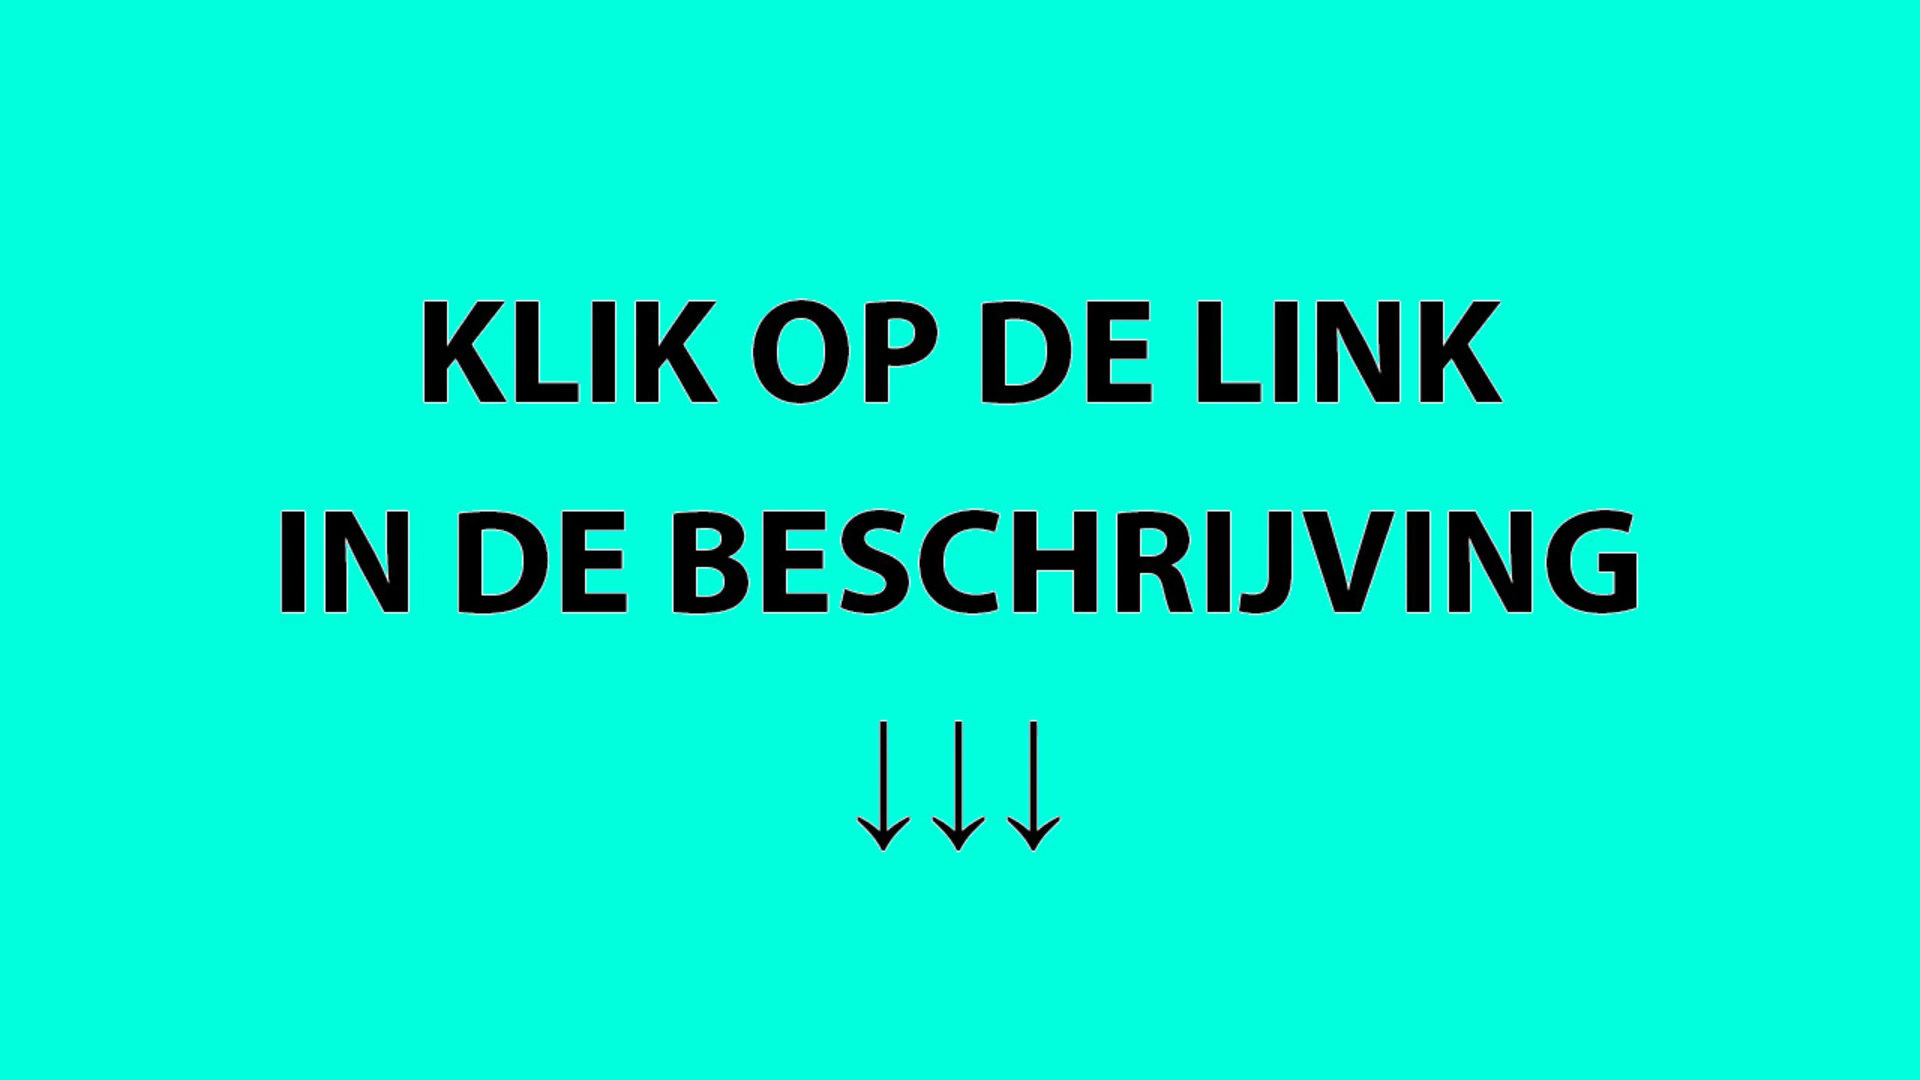 KLIK OP DE LINK
IN DE BESCHRIJVING
↓↓↓